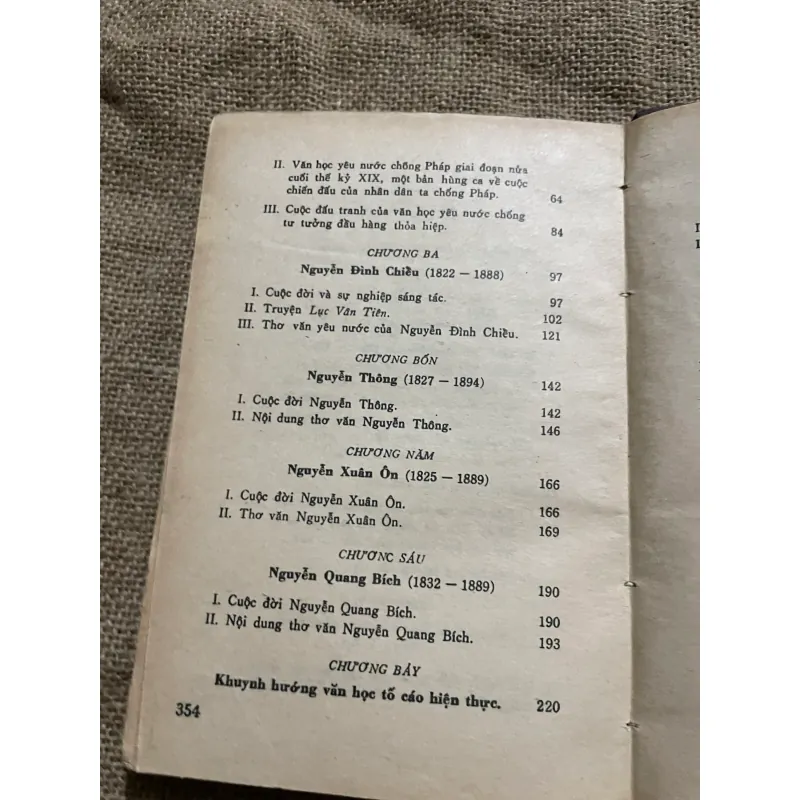 II. Văn học yêu nước chống Pháp giai đoạn nửa
cuối thế kỷ XIX, một bản hùng ca về cuộc
chiến đấu của nhân dân ta chống Pháp. 64
III. Cuộc đấu tranh của văn học yêu nước chống
tư tưởng đầu hàng thỏa hiệp. 84
CHƯƠNG BA
Nguyễn Đình Chiểu (1822 — 1888) 97
I. Cuộc đời và sự nghiệp sáng tác. 97
II. Truyện Lục Vân Tiên. 102
III. Thơ văn yêu nước của Nguyễn Đình Chiểu. 121
CHƯƠNG BỐN
Nguyễn Thông (1827 — 1894) 142
I. Cuộc đời Nguyễn Thông. 142
II. Nội dung thơ văn Nguyễn Thông. 146
CHƯƠNG NĂM
Nguyễn Xuân Ôn (1825 — 1889) 166
I. Cuộc đời Nguyễn Xuân Ôn. 166
II. Thơ văn Nguyễn Xuân Ôn. 169
CHƯƠNG SÁU
Nguyễn Quang Bích (1832 — 1889) 190
I. Cuộc đời Nguyễn Quang Bích. 190
II. Nội dung thơ văn Nguyễn Quang Bích. 193
CHƯƠNG BẢY
Khuynh hướng văn học tố cáo hiện thực. 220
354